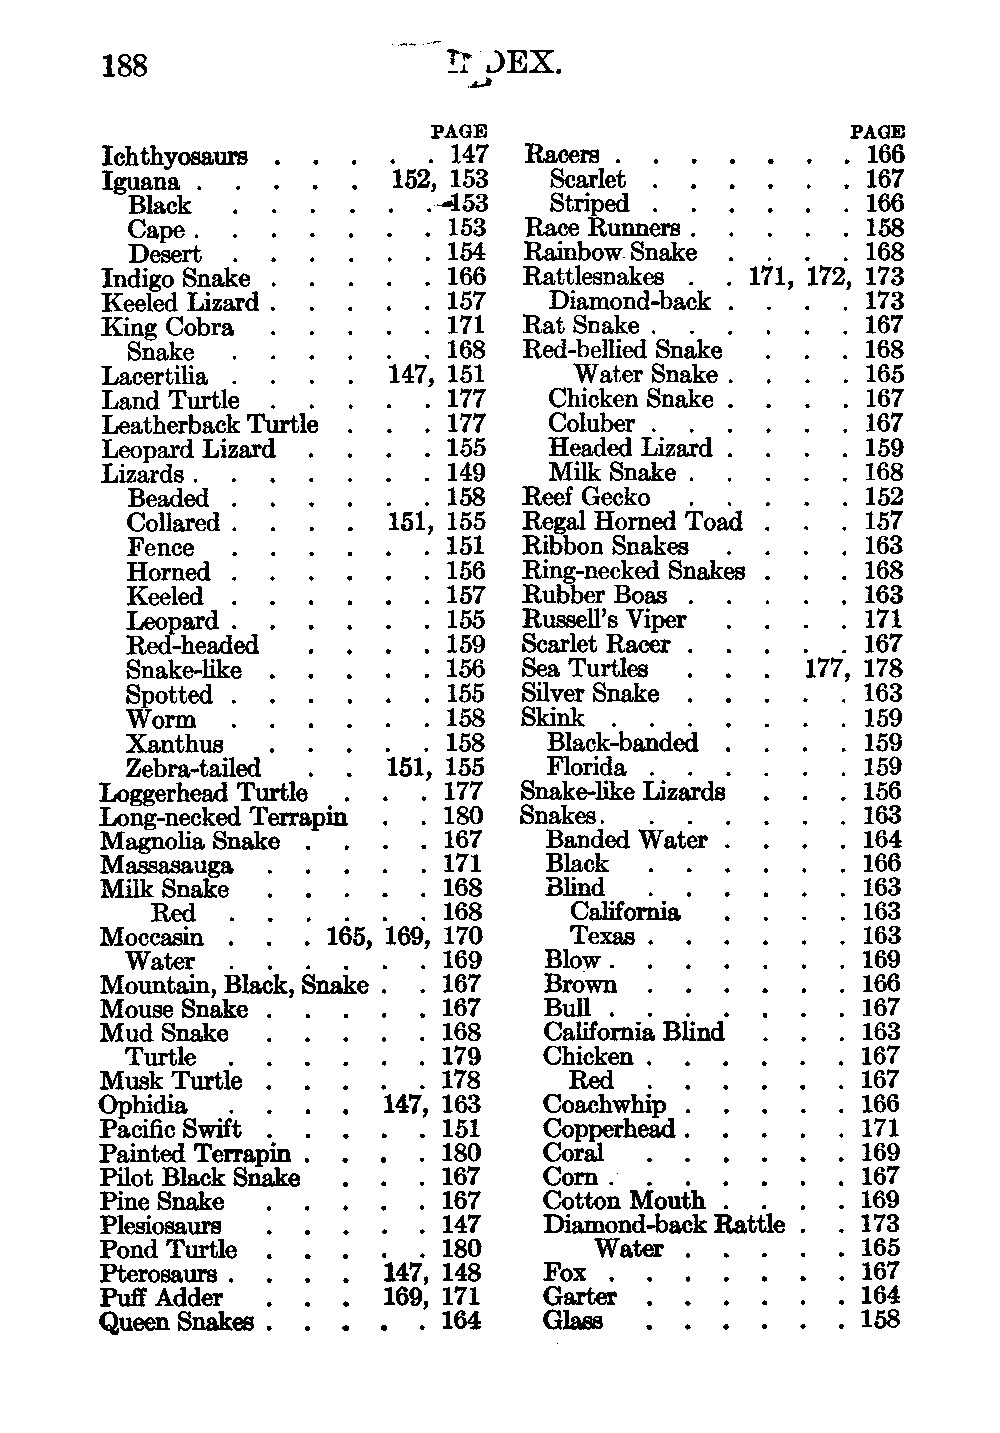 188 INDEX.
PAGE
Ichthyosaurs . . . . . 147
Iguana . . . . . 152, 153
Black . . . . . . 153
Cape . . . . . . . 153
Desert . . . . . . 154
Indigo Snake . . . . . 166
Keeled Lizard . . . . . 157
King Cobra . . . . . 171
Snake . . . . . . 168
Lacertilia . . . . 147, 151
Land Turtle . . . . . 177
Leatherback Turtle . . . 177
Leopard Lizard . . . . 155
Lizards . . . . . . . 149
Beaded . . . . . . 158
Collared . . . . 151, 155
Fence . . . . . . 151
Horned . . . . . . 156
Keeled . . . . . . 157
Leopard . . . . . . 155
Red-headed . . . . 159
Snake-like . . . . . 156
Spotted . . . . . . 155
Worm . . . . . . 158
Xanthus . . . . . 158
Zebra-tailed . . 151, 155
Loggerhead Turtle . . . 177
Long-necked Terrapin . . 180
Magnolia Snake . . . . 167
Massasauga . . . . . 171
Milk Snake . . . . . 168
Red . . . . . . 168
Moccasin . . . 165, 169, 170
Water . . . . . . 169
Mountain, Black, Snake . . 167
Mouse Snake . . . . . 167
Mud Snake . . . . . 168
Turtle . . . . . . 179
Musk Turtle . . . . . 178
Ophidia . . . . 147, 163
Pacific Swift . . . . . 151
Painted Terrapin . . . . 180
Pilot Black Snake . . . 167
Pine Snake . . . . . 167
Plesiosaurs . . . . . 147
Pond Turtle . . . . . 180
Pterosaurs . . . . 147, 148
Puff Adder . . . 169, 171
Queen Snakes . . . . . 164
PAGE
Racers . . . . . . . 166
Scarlet . . . . . . 167
Striped . . . . . . 166
Race Runners . . . . . 158
Rainbow Snake . . . . 168
Rattlesnakes . . 171, 172, 173
Diamond-back . . . . 173
Rat Snake . . . . . . 167
Red-bellied Snake . . . 168
Water Snake . . . . 165
Chicken Snake . . . . 167
Coluber . . . . . . 167
Headed Lizard . . . . 159
Milk Snake . . . . . 168
Reef Gecko . . . . . 152
Regal Horned Toad . . . 157
Ribbon Snakes . . . . 163
Ring-necked Snakes . . . 168
Rubber Boas . . . . . 163
Russell's Viper . . . . 171
Scarlet Racer . . . . . 167
Sea Turtles . . . 177, 178
Silver Snake . . . . . 163
Skink . . . . . . . 159
Black-banded . . . . 159
Florida . . . . . . 159
Snake-like Lizards . . . 156
Snakes . . . . . . . 163
Banded Water . . . . 164
Black . . . . . . 166
Blind . . . . . . 163
California . . . . 163
Texas . . . . . . 163
Blow . . . . . . . 169
Brown . . . . . . 166
Bull . . . . . . . 167
California Blind . . . 163
Chicken . . . . . . 167
Red . . . . . . 167
Coachwhip . . . . . 166
Copperhead . . . . . 171
Coral . . . . . . 169
Corn . . . . . . . 167
Cotton Mouth . . . . 169
Diamond-back Rattle . . 173
Water . . . . . 165
Fox . . . . . . . 167
Garter . . . . . . 164
Glass . . . . . . 158